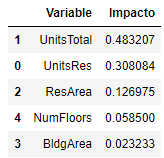 Variable Impacto
1 UnitsTotal 0.483207
0 UnitsRes 0.308084
2 ResArea 0.126975
4 NumFloors 0.058500
3 BldgArea 0.023233